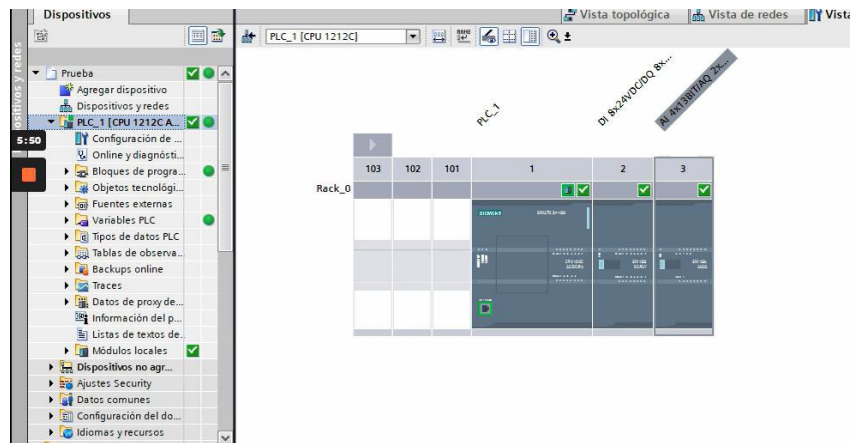 Dispositivos
Vista topológica
Vista de redes
Vista
PLC_1 [CPU 1212C]
Dispositivos y redes
Prueba
Agregar dispositivo
Dispositivos y redes
PLC_1 [CPU 1212C A...
5:50
Configuración de ...
Online y diagnósti...
Bloques de progra...
Objetos tecnológi...
Fuentes externas
Variables PLC
Tipos de datos PLC
Tablas de observa...
Backups online
Traces
Datos de proxy de...
Información del p...
Listas de textos de...
Módulos locales
Dispositivos no agr...
Ajustes Security
Datos comunes
Configuración del do...
Idiomas y recursos
PLC_1
DI 8x24VDC/DQ 8x...
AI 4x13BIT/AQ 2x...
103
102
101
1
2
3
Rack_0
SIEMENS